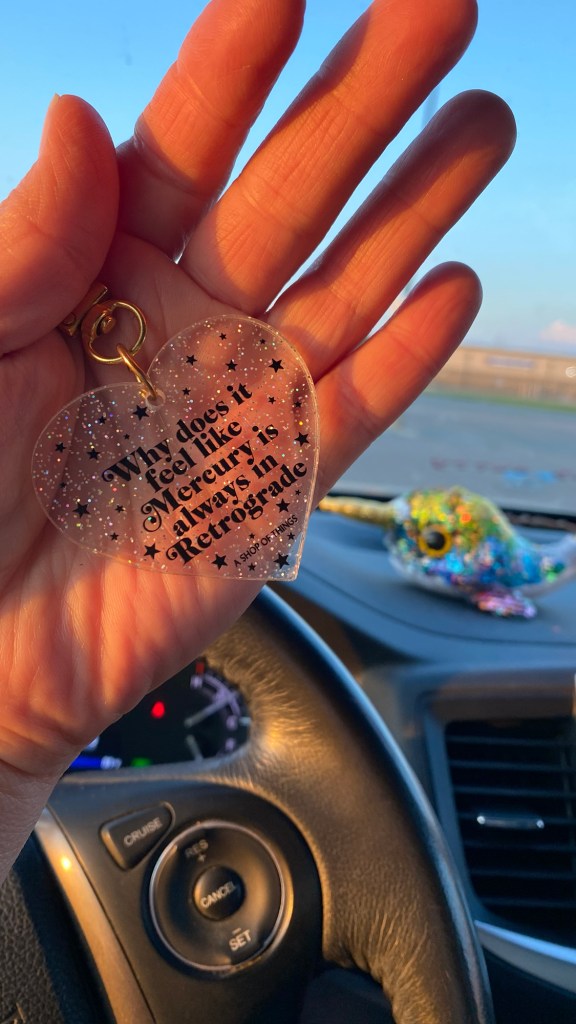 Why does it
feel like
Mercury is
always in
Retrograde
A SHOP OF THINGS
CRUISE
RES
+
CANCEL
–
SET